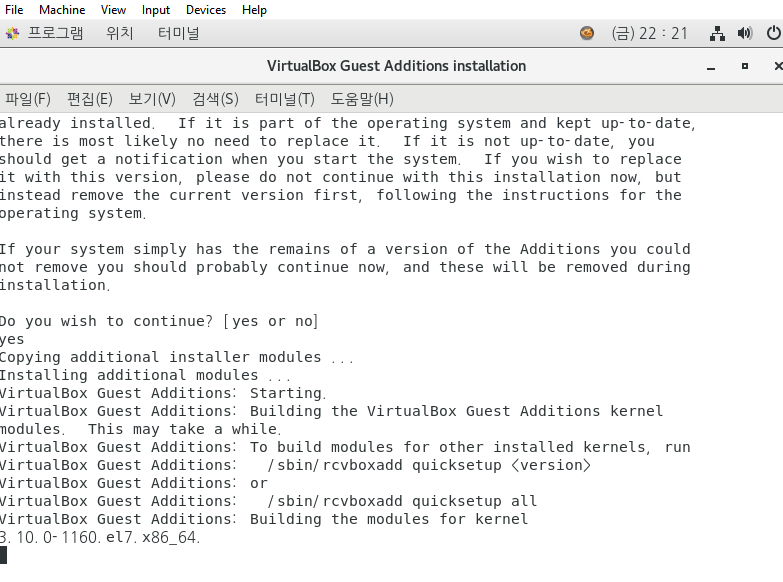 File Machine View Input Devices Help
프로그램 위치 터미널 (금) 22 : 21
VirtualBox Guest Additions installation
파일(F) 편집(E) 보기(V) 검색(S) 터미널(T) 도움말(H)
already installed. If it is part of the operating system and kept up-to-date,
there is most likely no need to replace it. If it is not up-to-date, you
should get a notification when you start the system. If you wish to replace
it with this version, please do not continue with this installation now, but
instead remove the current version first, following the instructions for the
operating system.
If your system simply has the remains of a version of the Additions you could
not remove you should probably continue now, and these will be removed during
installation.
Do you wish to continue? [yes or no]
yes
Copying additional installer modules ...
Installing additional modules ...
VirtualBox Guest Additions: Starting.
VirtualBox Guest Additions: Building the VirtualBox Guest Additions kernel
modules. This may take a while.
VirtualBox Guest Additions: To build modules for other installed kernels, run
VirtualBox Guest Additions: /sbin/rcvboxadd quicksetup <version>
VirtualBox Guest Additions: or
VirtualBox Guest Additions: /sbin/rcvboxadd quicksetup all
VirtualBox Guest Additions: Building the modules for kernel
3.10.0-1160.el7.x86_64.